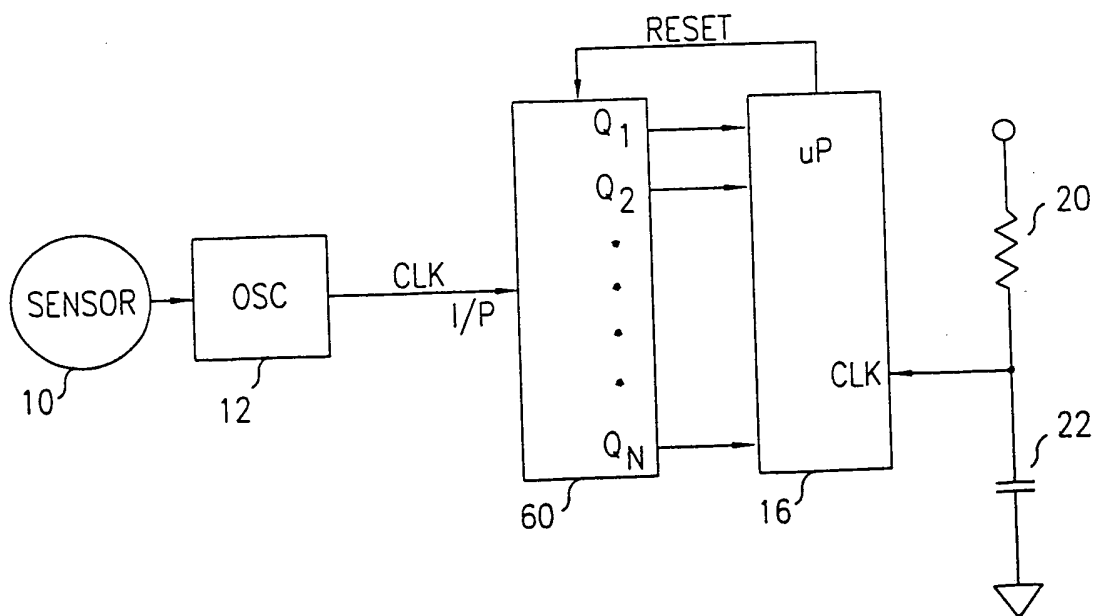 RESET
Q1
Q2
uP
20
SENSOR
OSC
CLK
I/P
CLK
10
12
QN
22
60
16